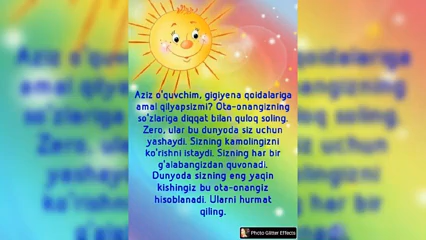 Aziz o'quvchim, gigiyena qoidalariga
amal qilyapsizmi? Ota-onangizning
so'zlariga diqqat bilan quloq soling.
Zero, ular bu dunyoda siz uchun
yashaydi. Sizning kamolingizni
ko'rishni istaydi. Sizning har bir
g'alabangizdan quvonadi.
Dunyoda sizning eng yaqin
kishingiz bu ota-onangiz
hisoblanadi. Ularni hurmat
qiling.
Photo Glitter Effects